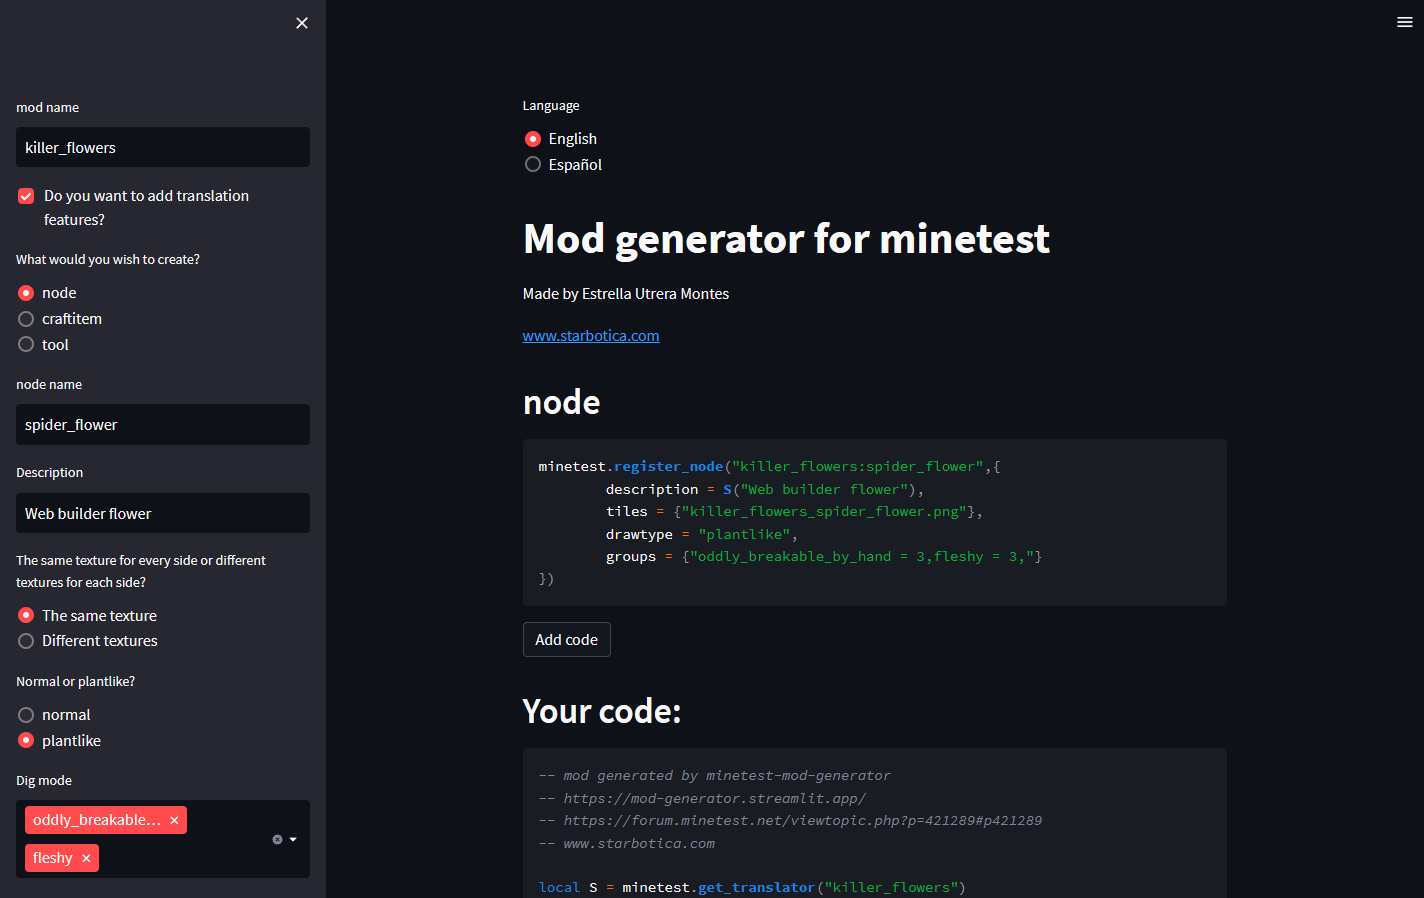 mod name
killer_flowers
Do you want to add translation
features?
What would you wish to create?
node
craftitem
tool
node name
spider_flower
Description
Web builder flower
The same texture for every side or different
textures for each side?
The same texture
Different textures
Normal or plantlike?
normal
plantlike
Dig mode
oddly_breakable...
fleshy
Language
English
Español
Mod generator for minetest
Made by Estrella Utrera Montes
www.starbotica.com
node
minetest.register_node("killer_flowers:spider_flower",{
description = S("Web builder flower"),
tiles = {"killer_flowers_spider_flower.png"},
drawtype = "plantlike",
groups = {"oddly_breakable_by_hand = 3,fleshy = 3,"}
})
Add code
Your code:
-- mod generated by minetest-mod-generator
-- https://mod-generator.streamlit.app/
-- https://forum.minetest.net/viewtopic.php?p=421289#p421289
-- www.starbotica.com
local S = minetest.get_translator("killer_flowers")